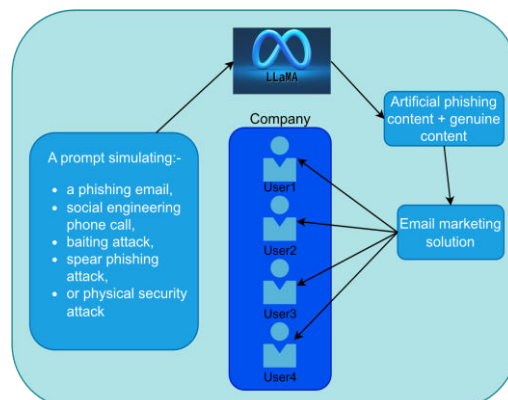 LLaMA
Artificial phishing
content + genuine
content
Company
A prompt simulating:-
• a phishing email,
• social engineering
phone call,
• baiting attack,
• spear phishing
attack,
• or physical security
attack
User1
User2
User3
User4
Email marketing
solution